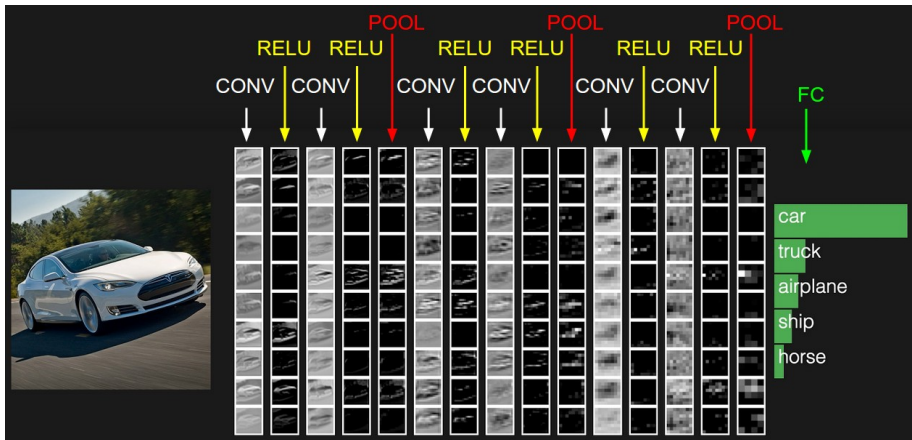 POOL POOL POOL
RELU RELU RELU RELU RELU RELU
CONV CONV CONV CONV CONV CONV
FC
car
truck
airplane
ship
horse